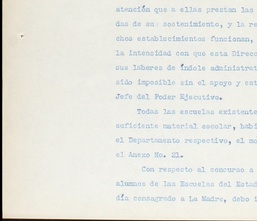 atención que a ellas prestan las
das de su: sostenimiento, y la re
chos establecimientos funcionan,
la intensidad con que esta Direc
sus labores de índole administrat
sido imposible sin el apoyo y est
Jefe del Poder Ejecutivo.
Todas las escuelas existente
suficiente material escolar, habi
el Departamento respectivo, el mo
el Anexo No. 21.
Con respecto al concurso a
alumnos de las Escuelas del Estad
día consagrado a La Madre, debo i